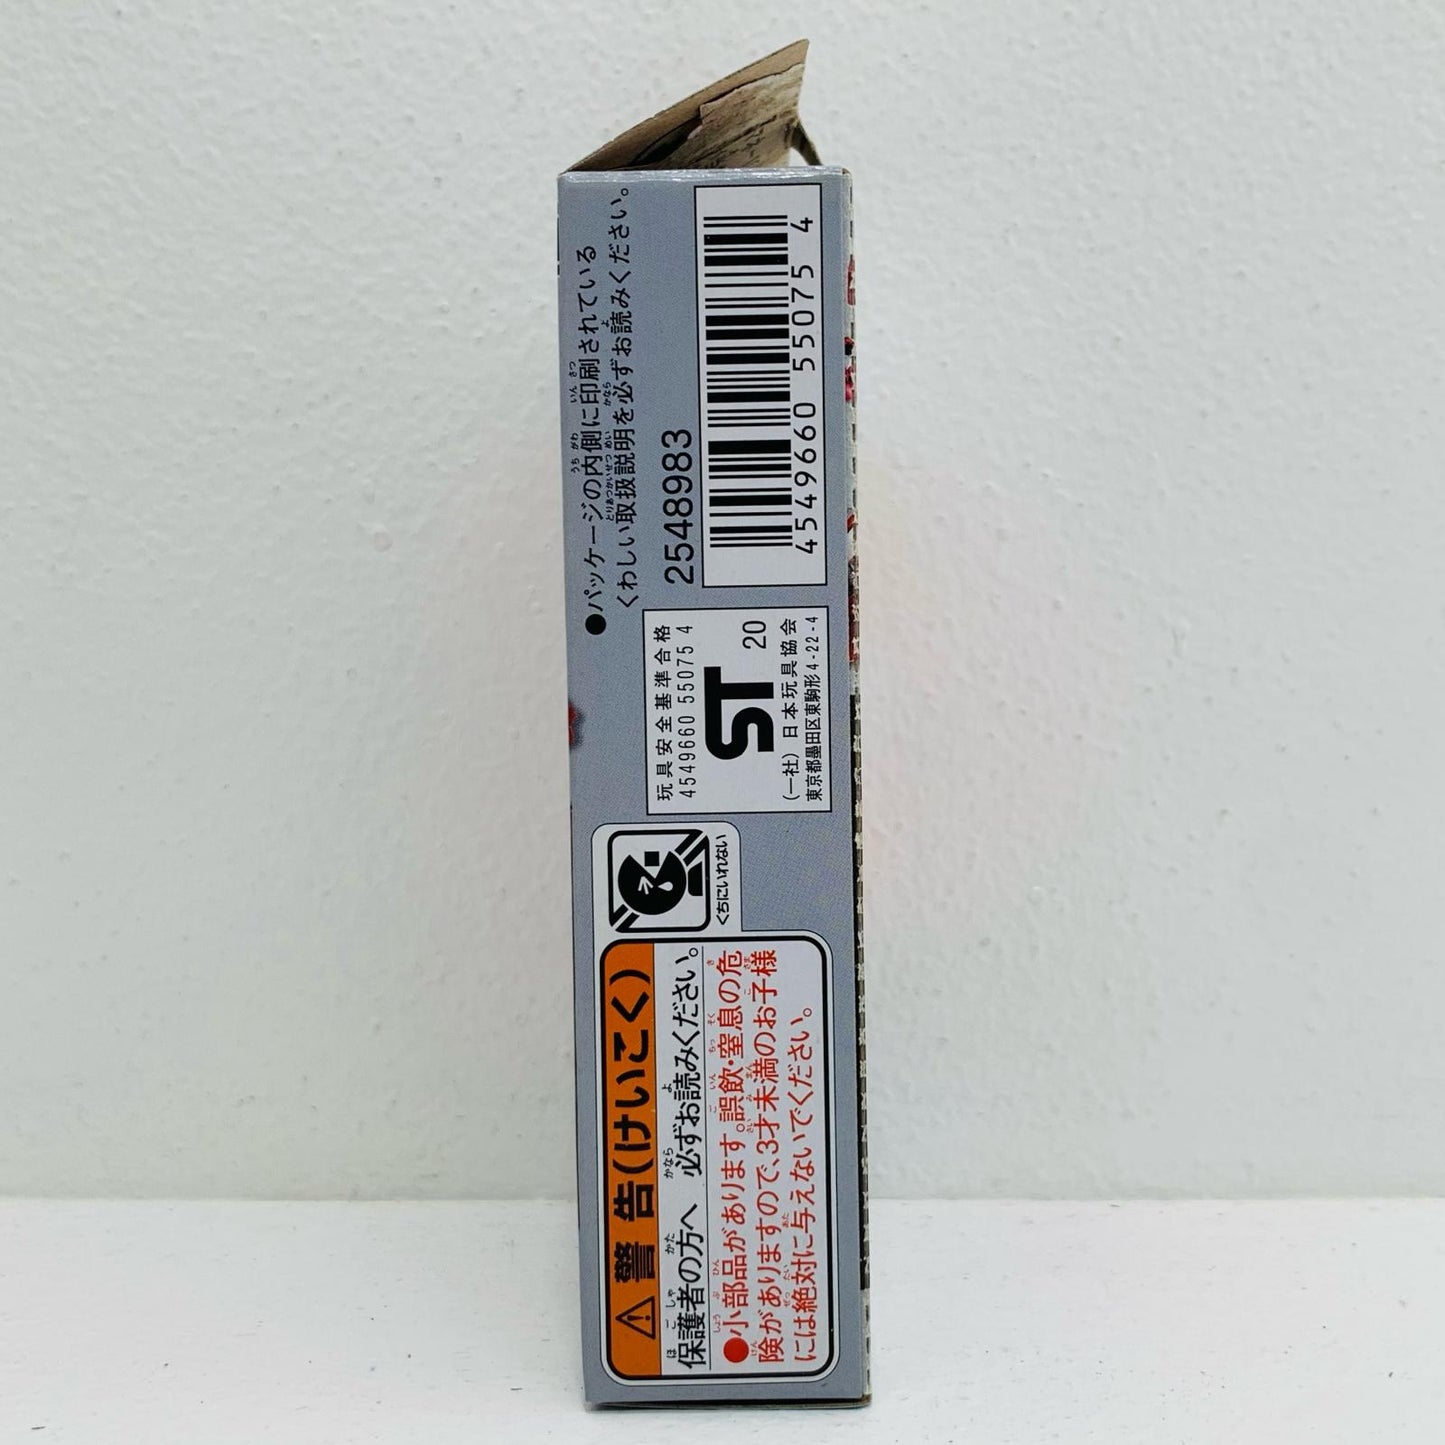 ●パッケージの内側に印刷されている
くわしい取扱説明を必ずお読みください。
2548983
4549660 55075 4
玩具安全基準合格
4549660 55075 4
ST 20
(一社)日本玩具協会
東京都墨田区東駒形4-22-4
くちにいれない
⚠警告(けいこく)
保護者の方へ 必ずお読みください。
●小部品があります。誤飲・窒息の危
険がありますので、3才未満のお子様
には絶対に与えないでください。